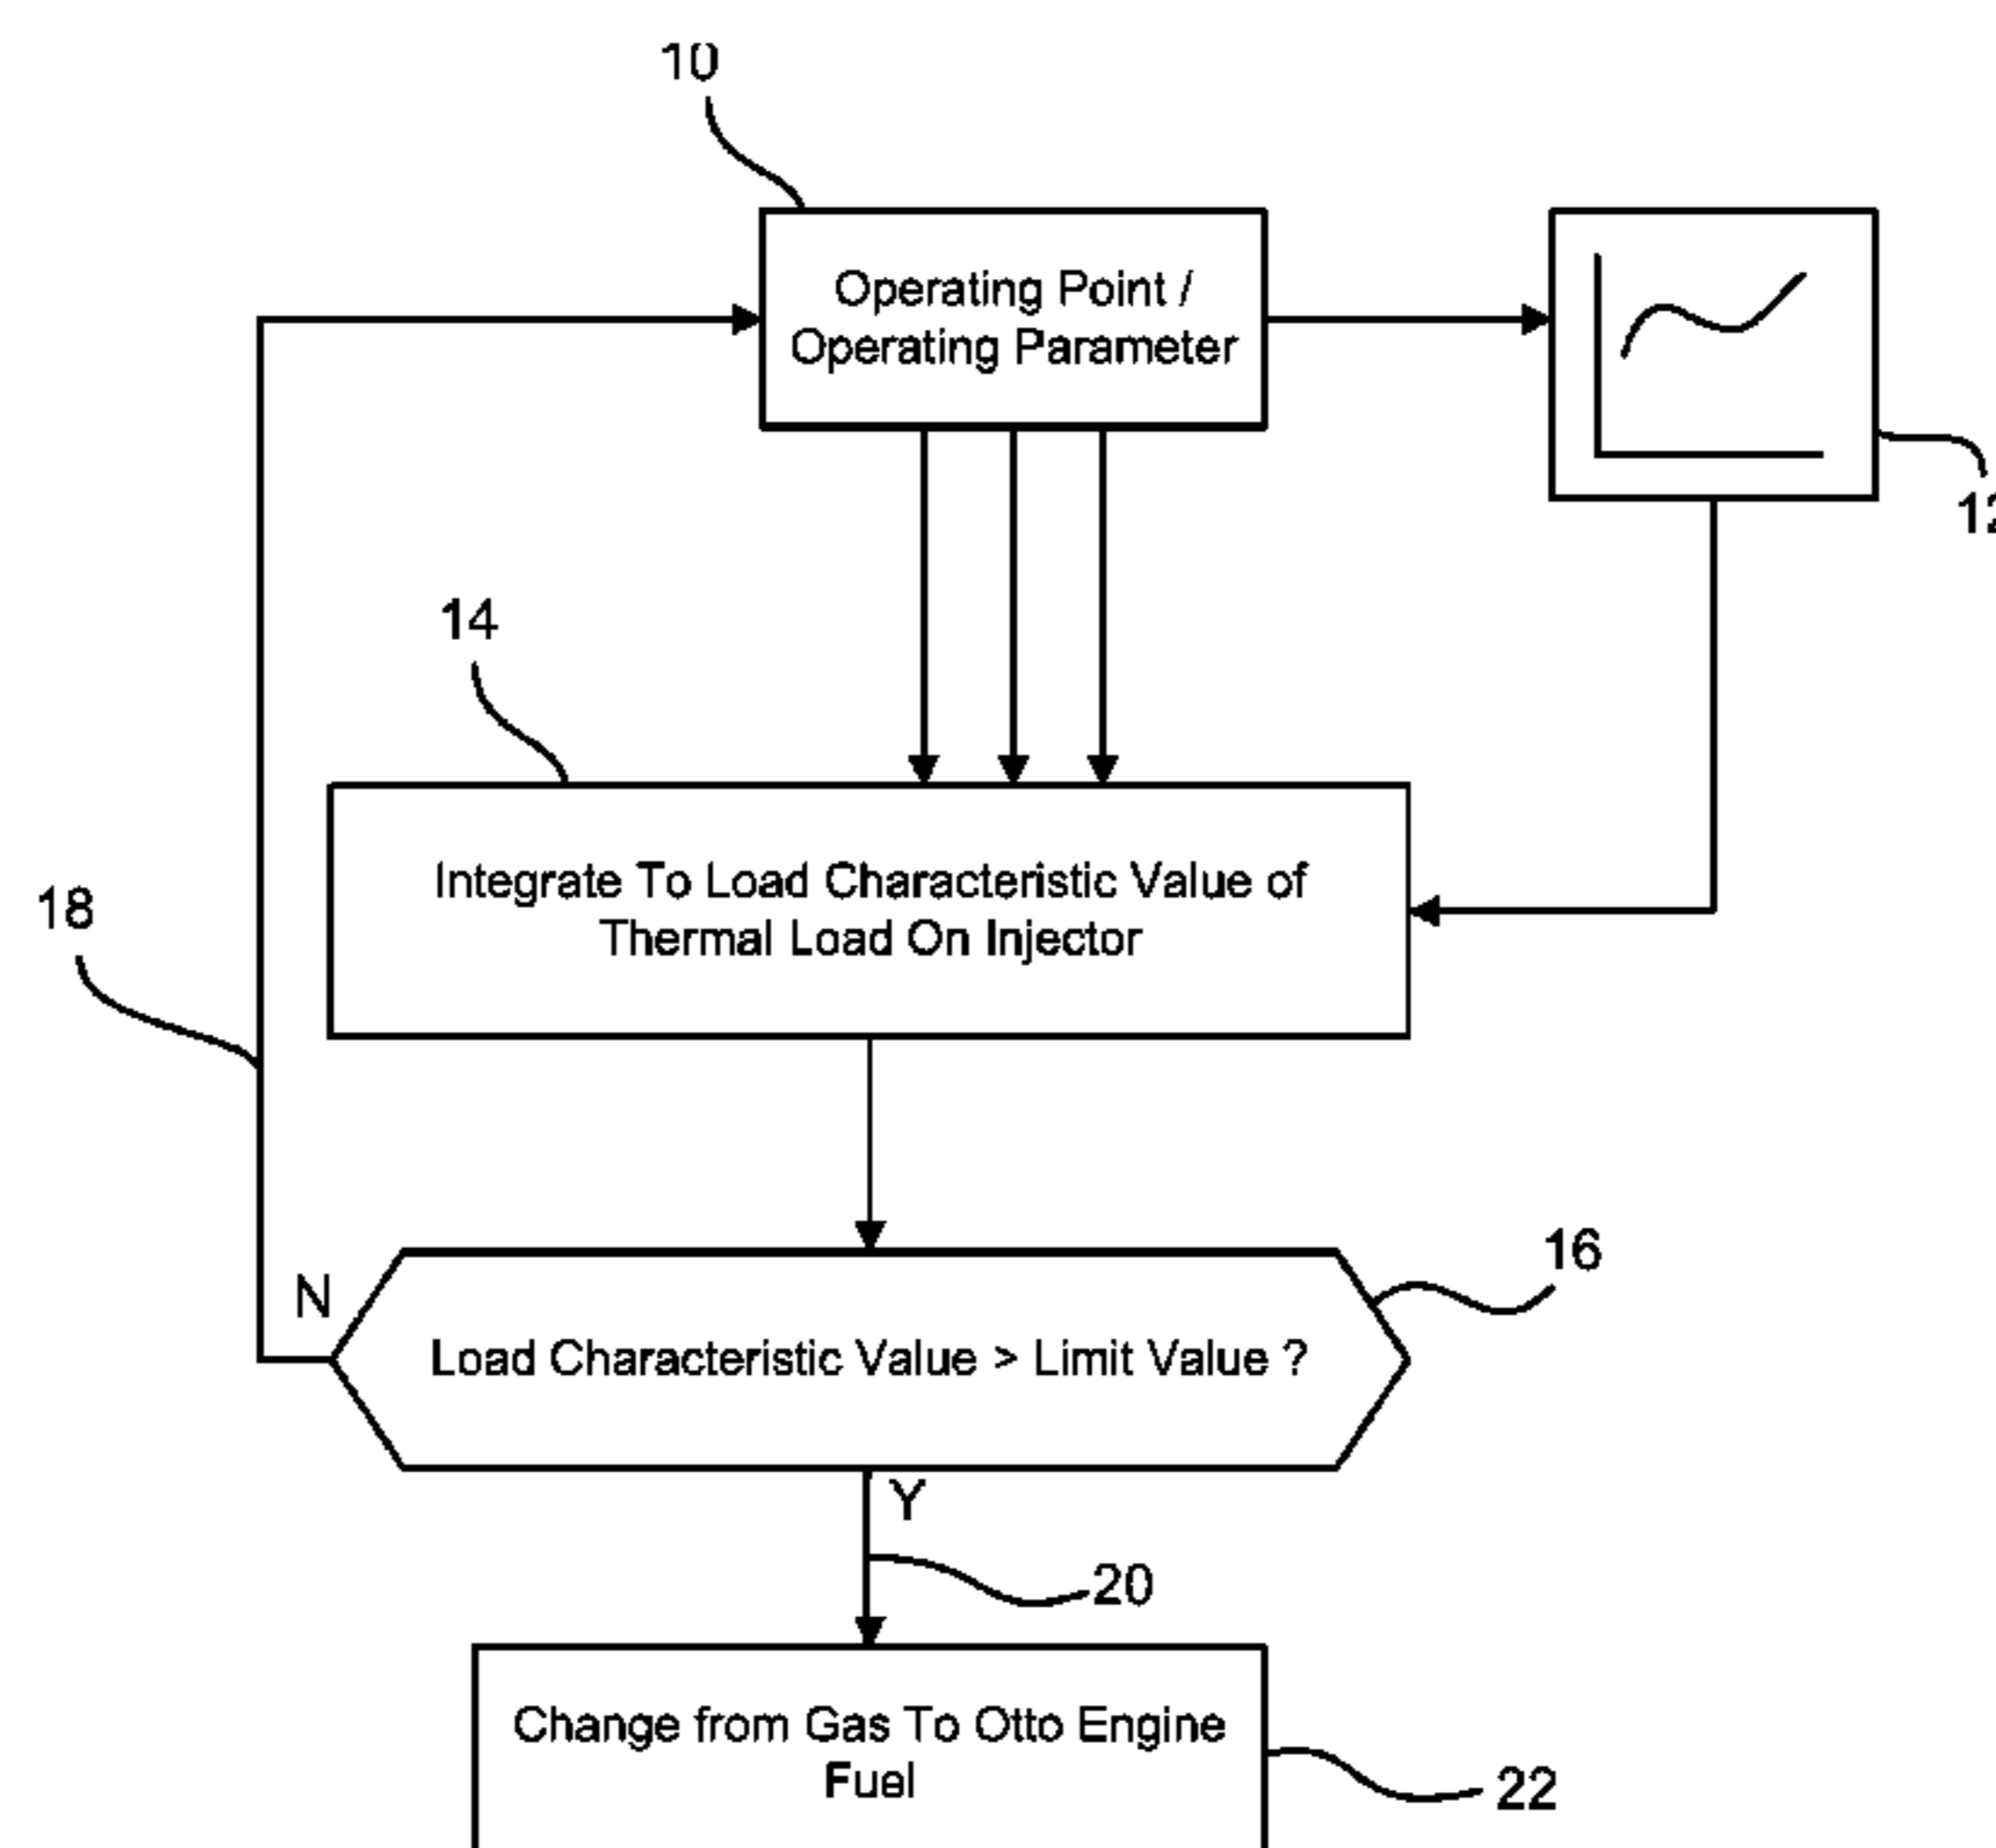 10
Operating Point /
Operating Parameter
12
14
Integrate To Load Characteristic Value of
Thermal Load On Injector
18
N
16
Load Characteristic Value > Limit Value ?
Y
20
Change from Gas To Otto Engine
Fuel
22